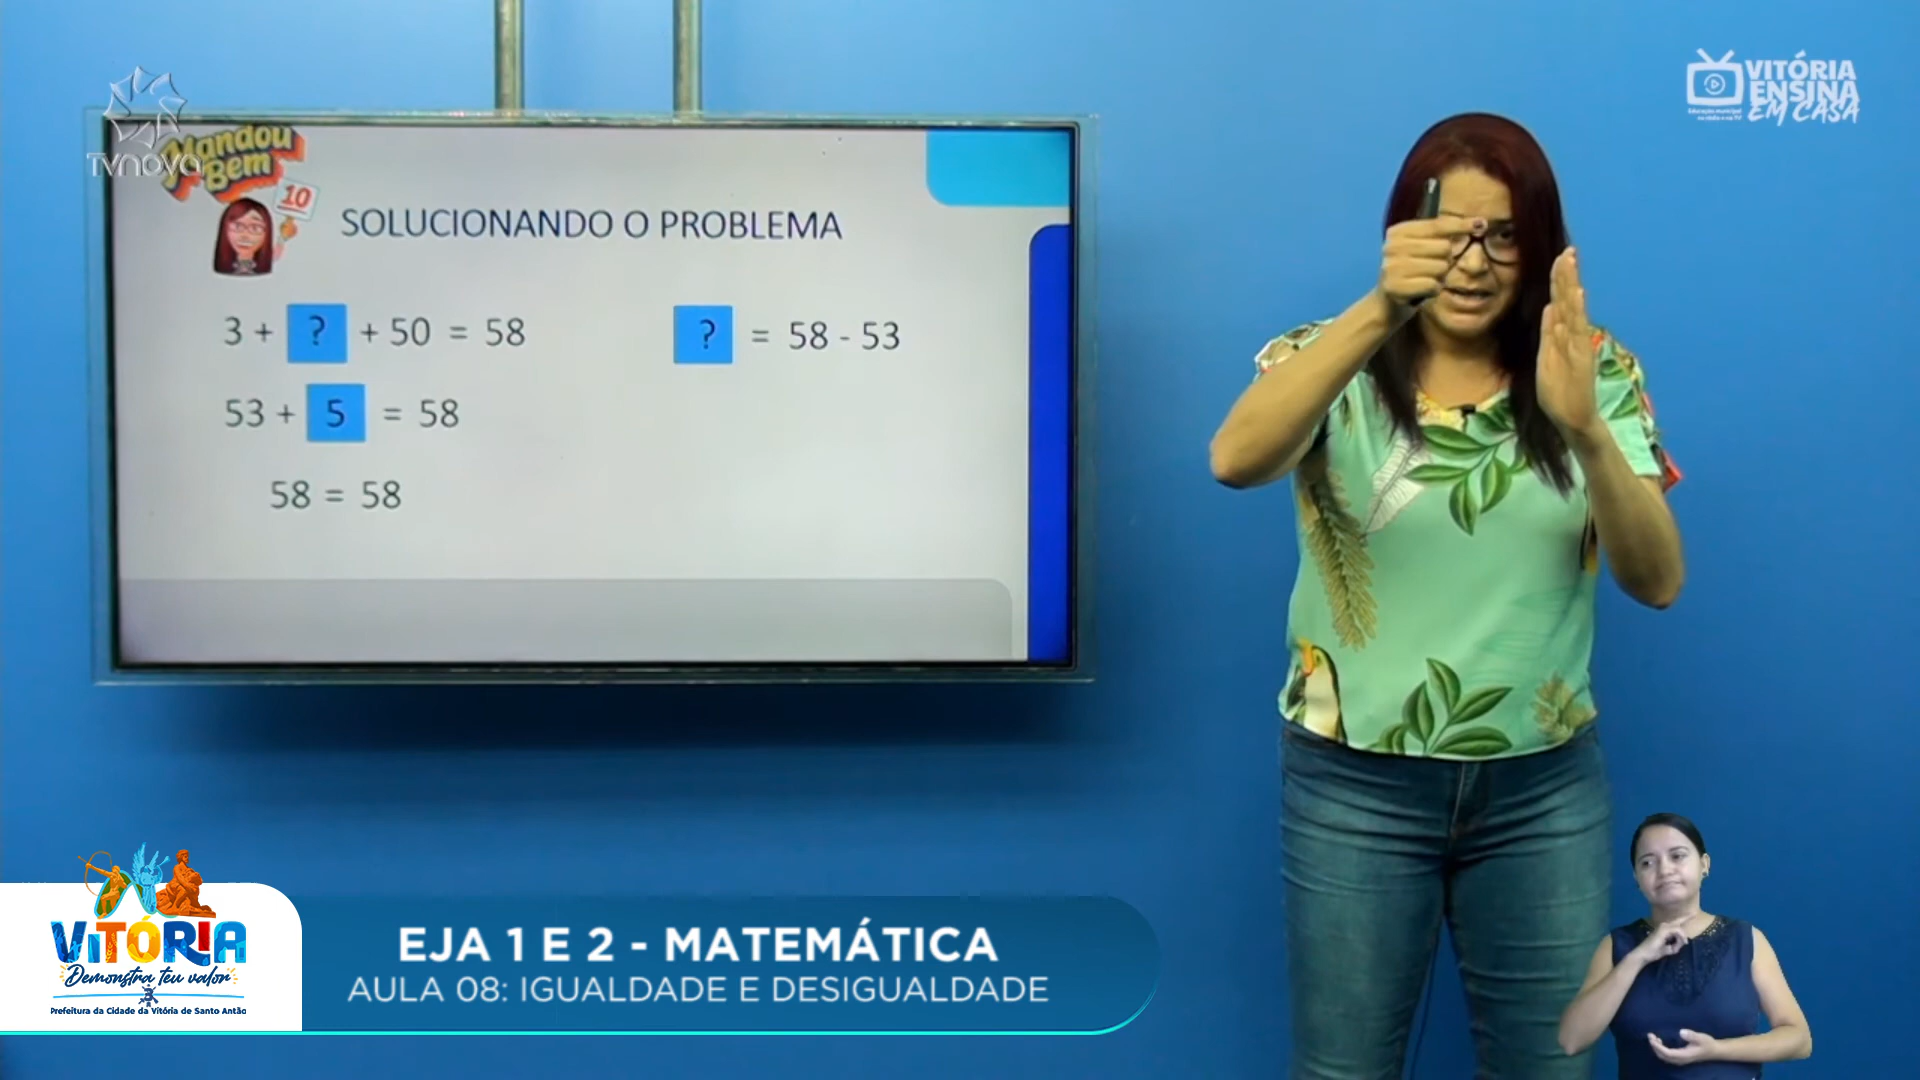 TVNOVA
VITÓRIA
ENSINA
EM CASA
Mandou
Bem
10
SOLUCIONANDO O PROBLEMA
3 + ? + 50 = 58
? = 58 - 53
53 + 5 = 58
58 = 58
VITÓRIA
Demonstra teu valor
Prefeitura da Cidade da Vitória de Santo Antão
EJA 1 E 2 - MATEMÁTICA
AULA 08: IGUALDADE E DESIGUALDADE